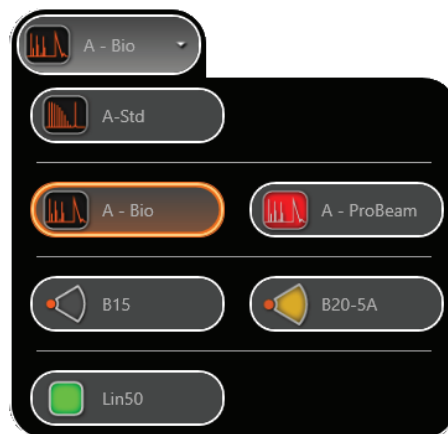 A - Bio
A-Std
A - Bio
A - ProBeam
B15
B20-5A
Lin50